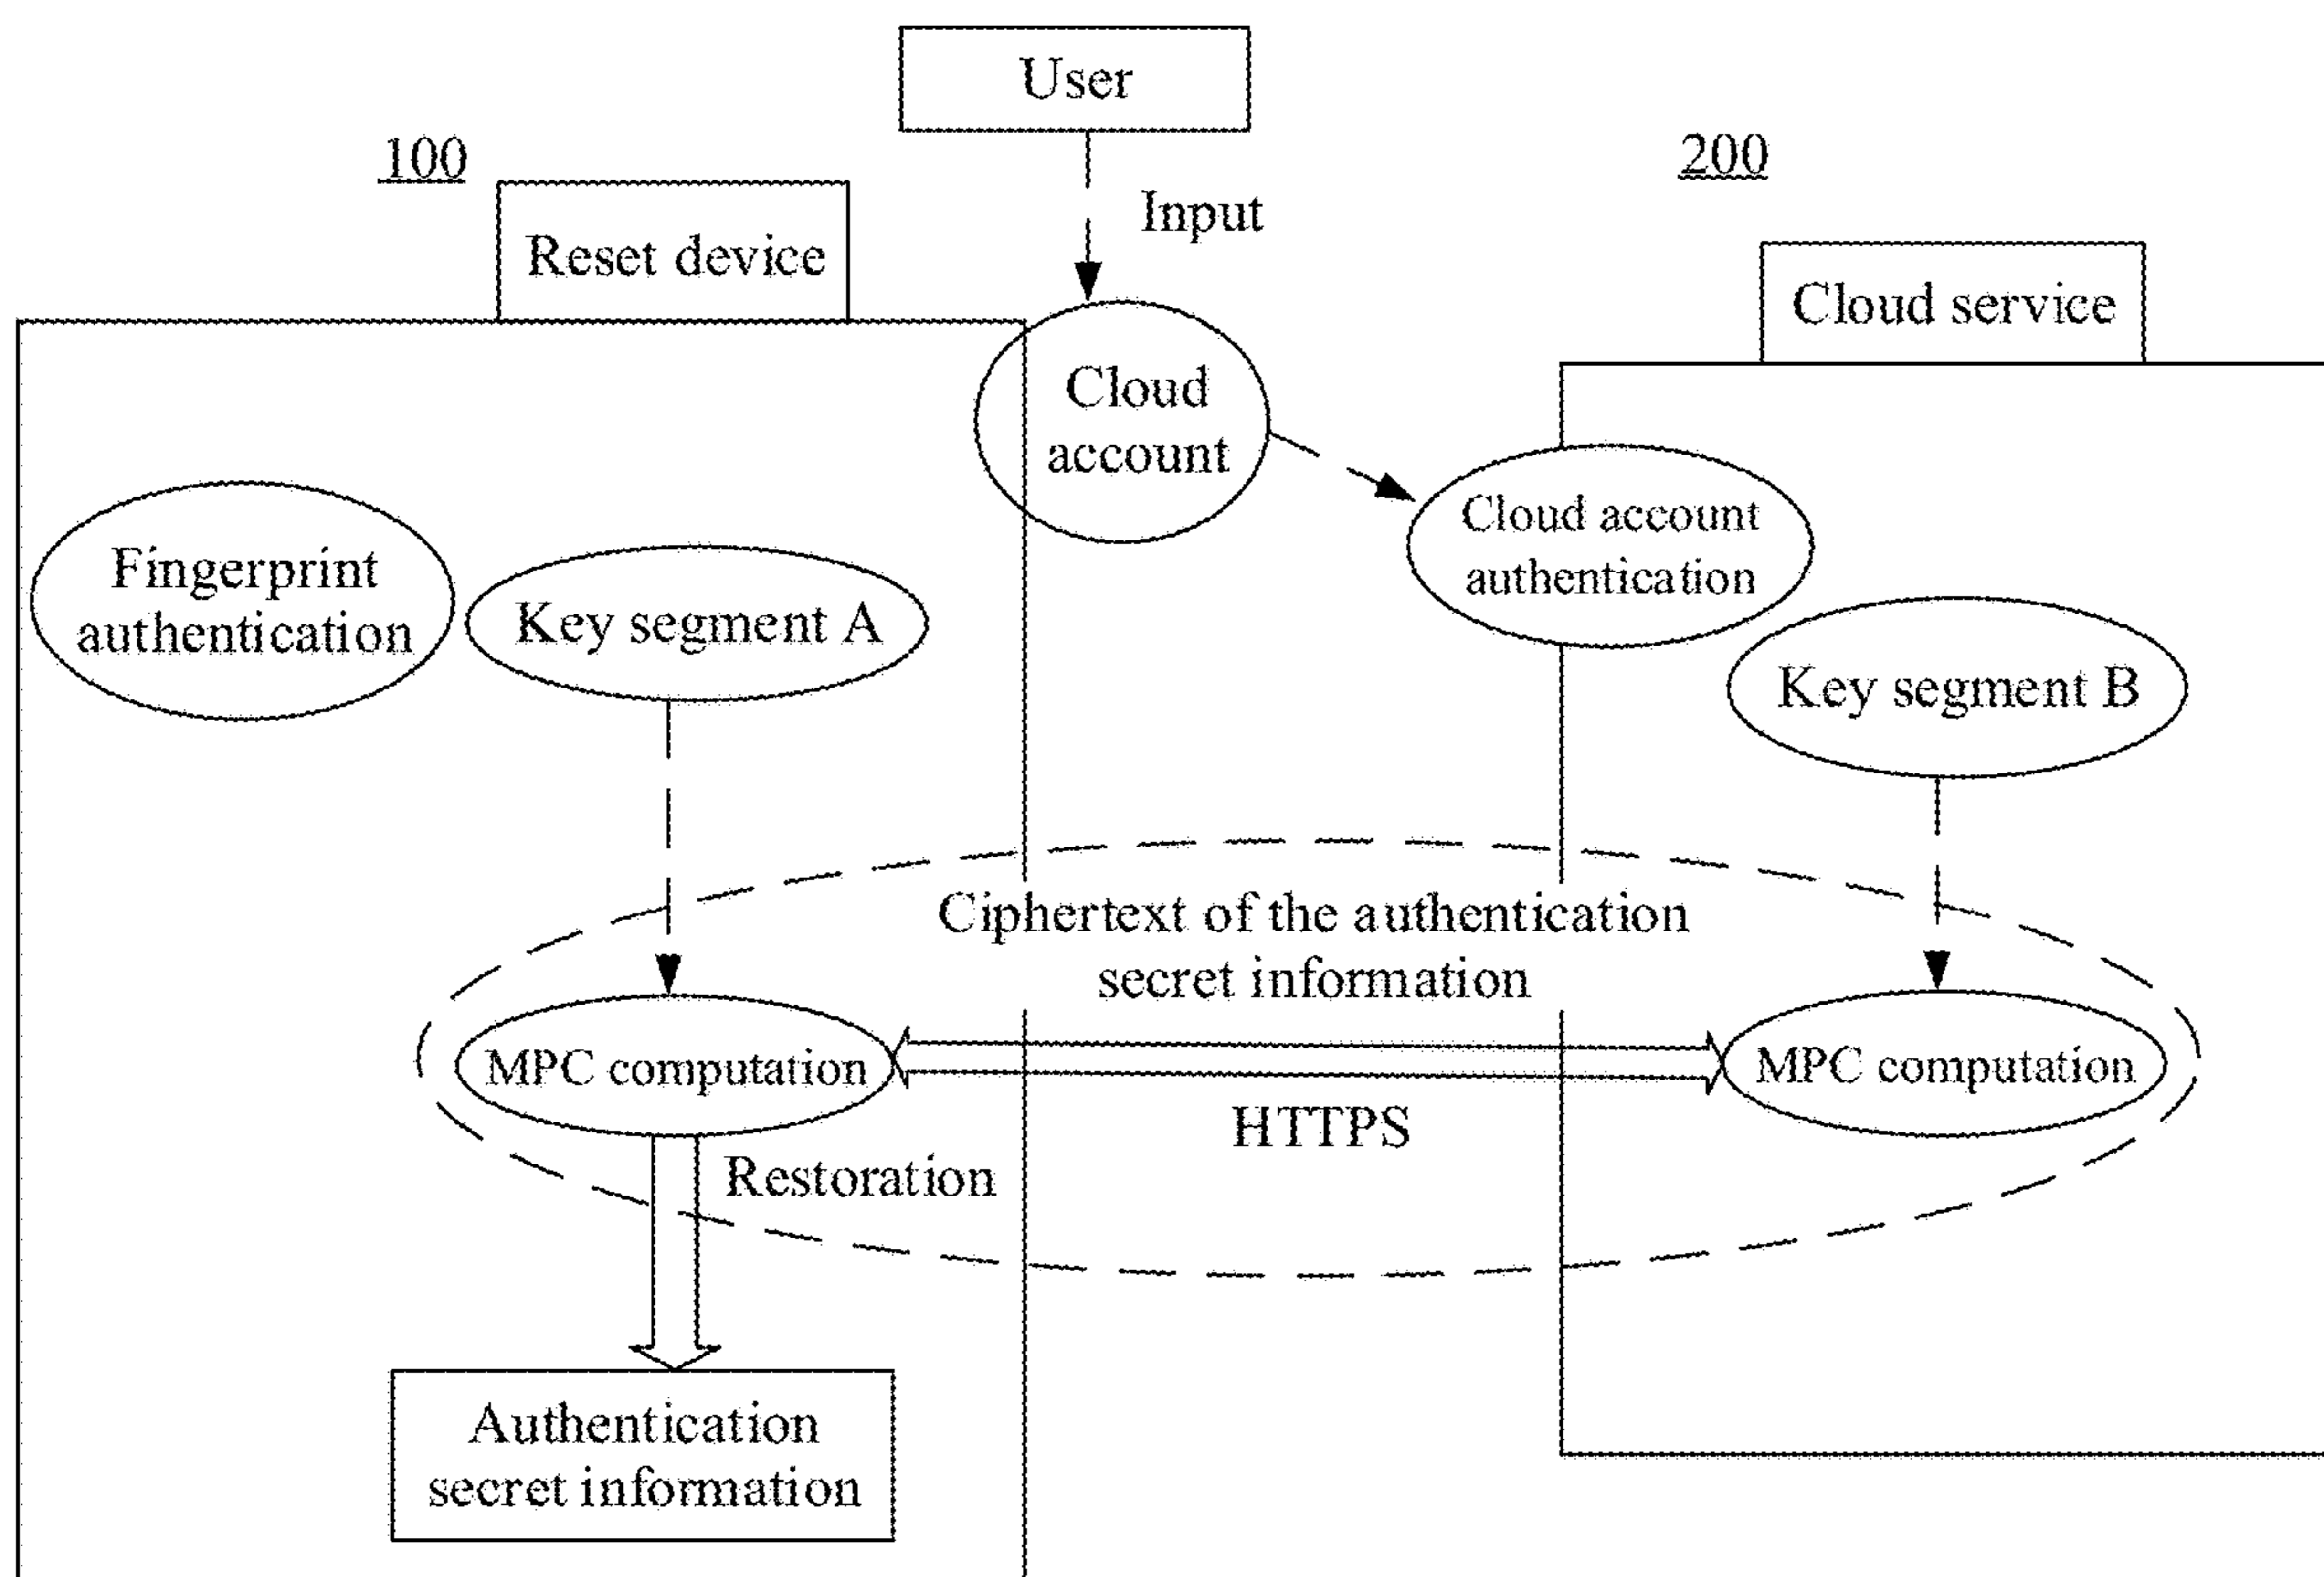 User
100
200
Input
Reset device
Cloud service
Cloud
account
Cloud account
authentication
Fingerprint
authentication
Key segment A
Key segment B
Ciphertext of the authentication
secret information
MPC computation
MPC computation
HTTPS
Restoration
Authentication
secret information